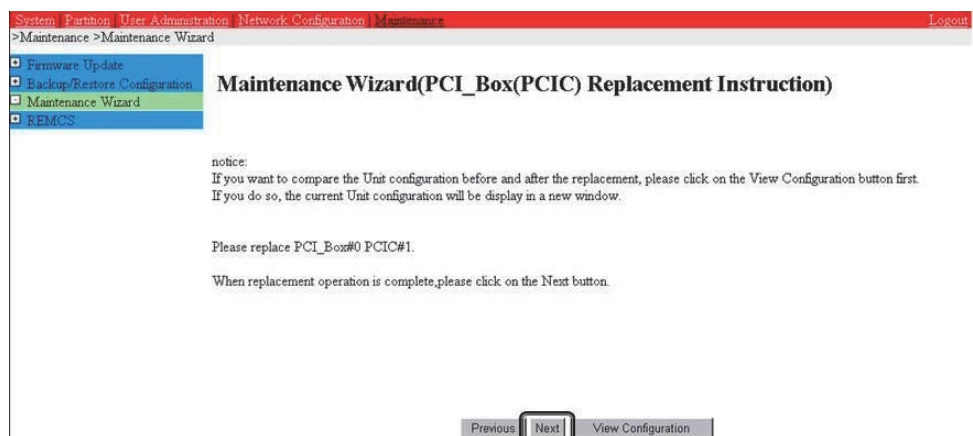 System | Partition | User Administration | Network Configuration | Maintenance Logout
>Maintenance >Maintenance Wizard
Firmware Update
Backup/Restore Configuration
Maintenance Wizard
REMCS
Maintenance Wizard(PCI_Box(PCIC) Replacement Instruction)
notice:
If you want to compare the Unit configuration before and after the replacement, please click on the View Configuration button first.
If you do so, the current Unit configuration will be display in a new window.
Please replace PCI_Box#0 PCIC#1.
When replacement operation is complete,please click on the Next button.
Previous Next View Configuration